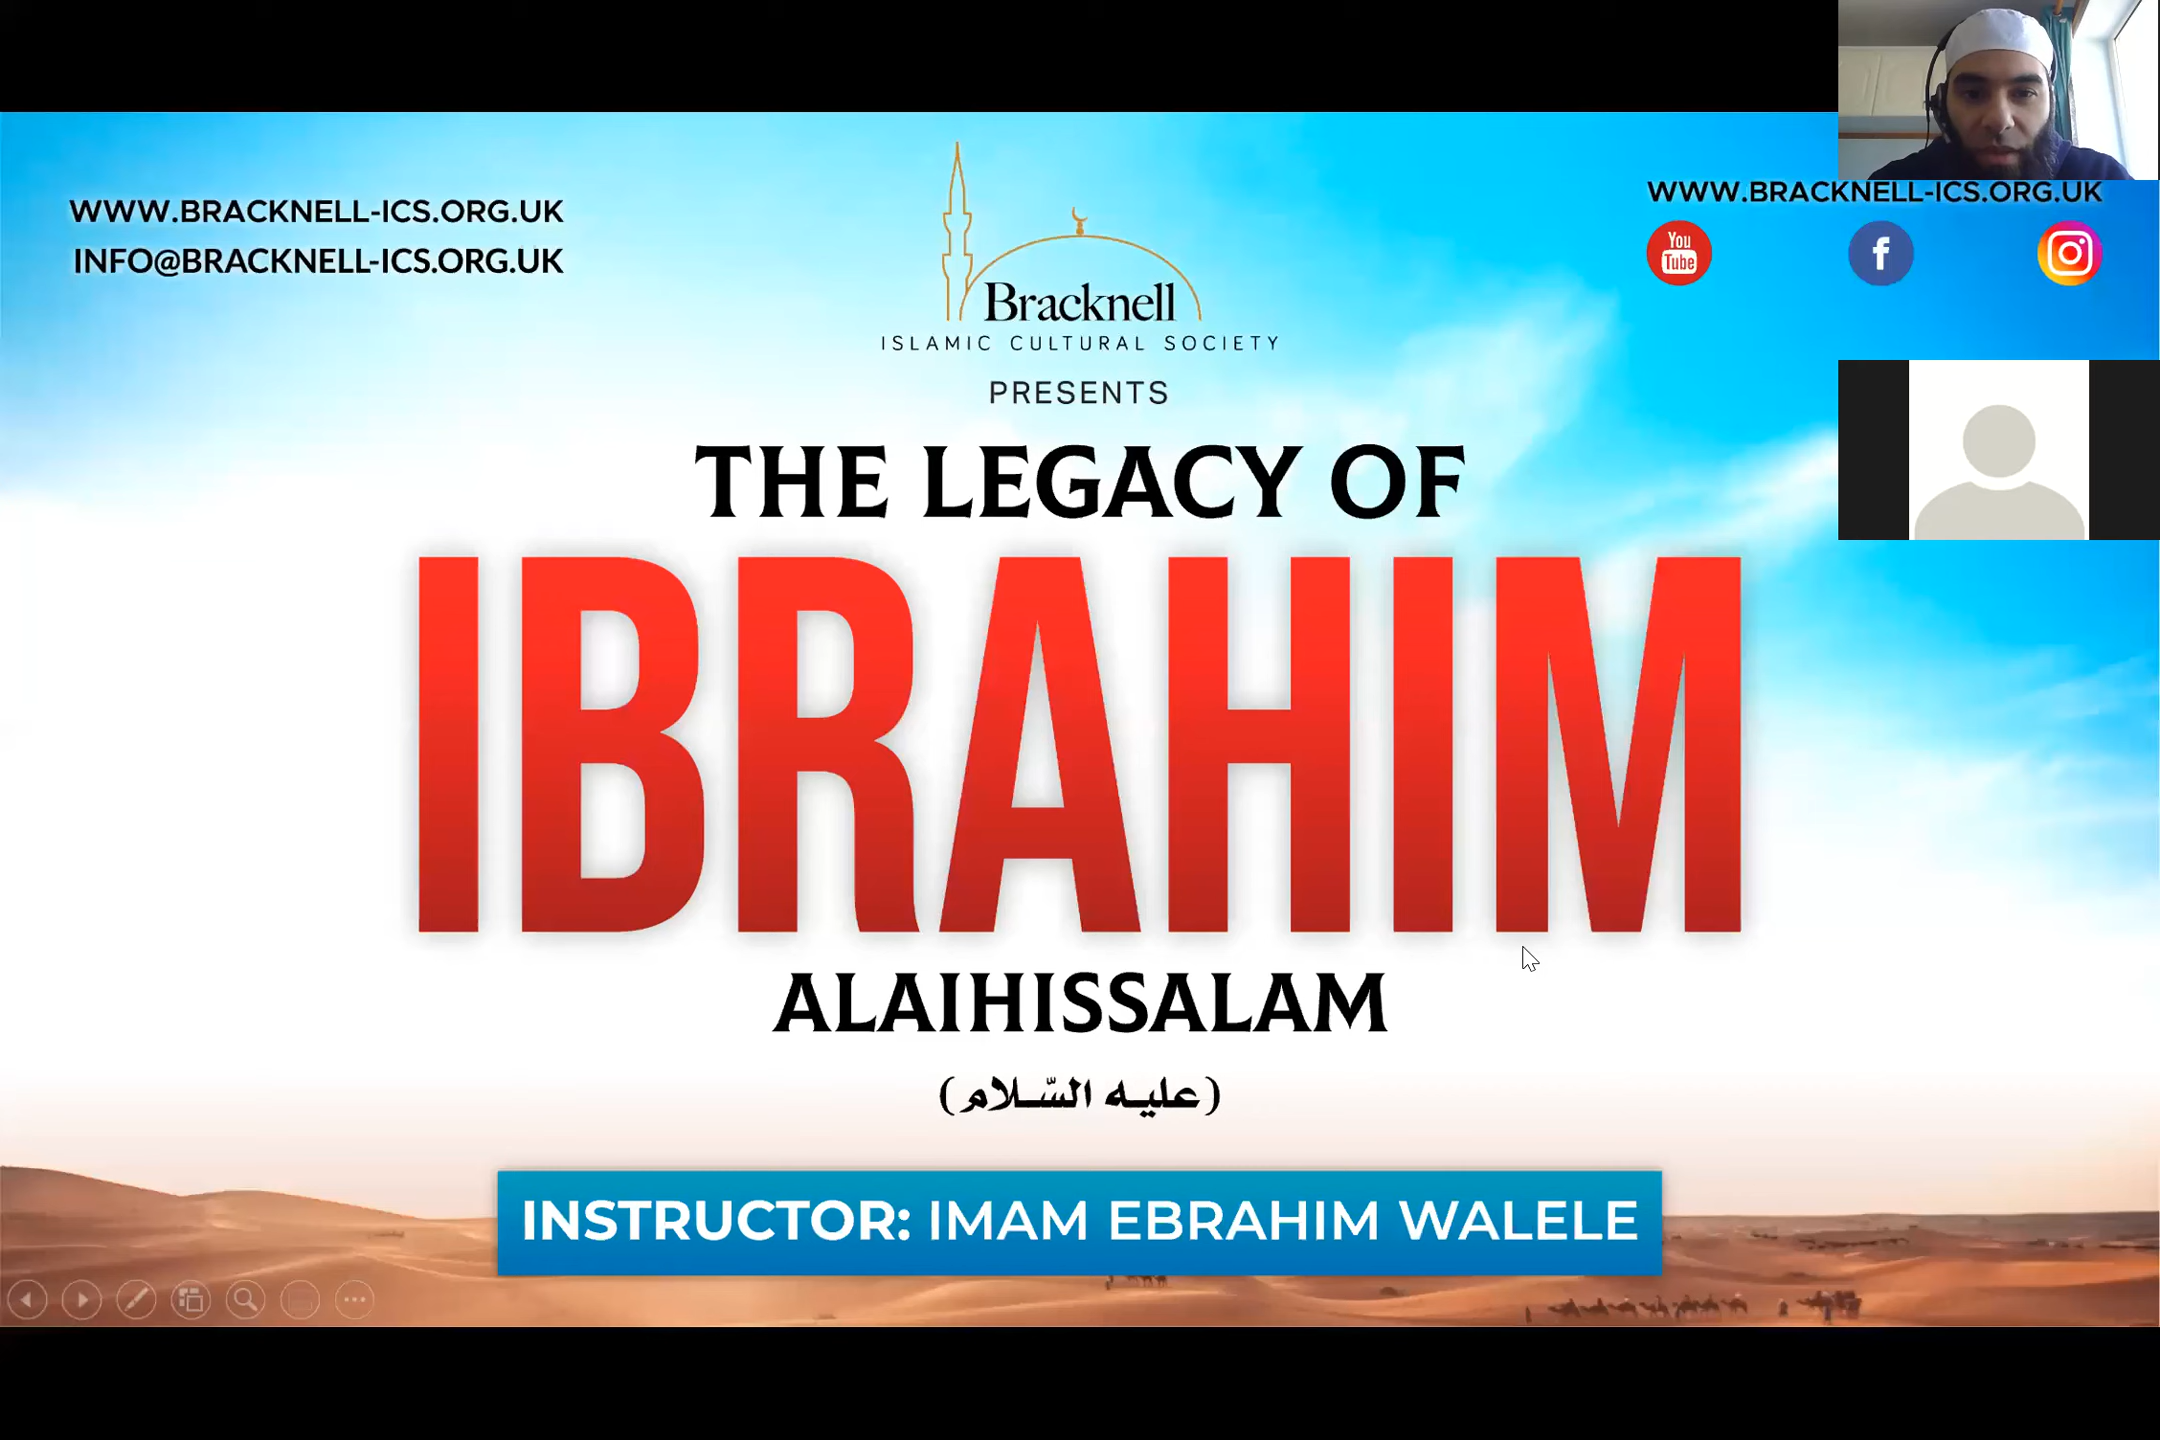 WWW.BRACKNELL-ICS.ORG.UK
INFO@BRACKNELL-ICS.ORG.UK
WWW.BRACKNELL-ICS.ORG.UK
You
Tube
f
Bracknell
ISLAMIC CULTURAL SOCIETY
PRESENTS
THE LEGACY OF
IBRAHIM
ALAIHISSALAM
(عليه السّلام)
INSTRUCTOR: IMAM EBRAHIM WALELE